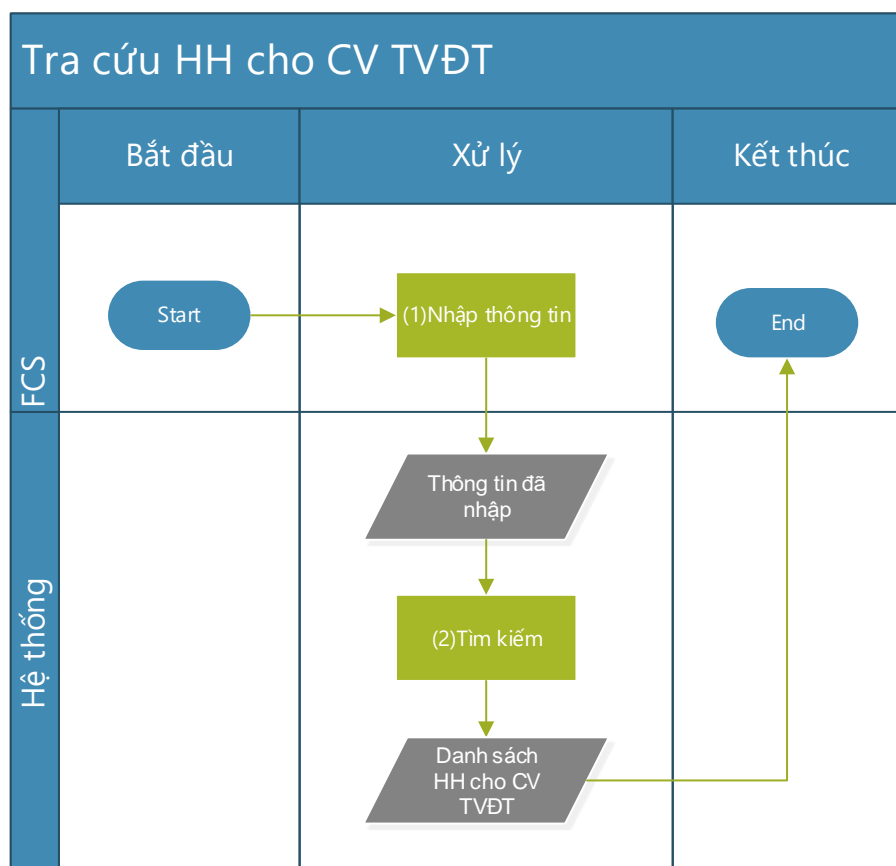 Tra cứu HH cho CV TVĐT
Bắt đầu
Xử lý
Kết thúc
FCS
Start
(1)Nhập thông tin
End
Hệ thống
Thông tin đã
nhập
(2)Tìm kiếm
Danh sách
HH cho CV
TVĐT